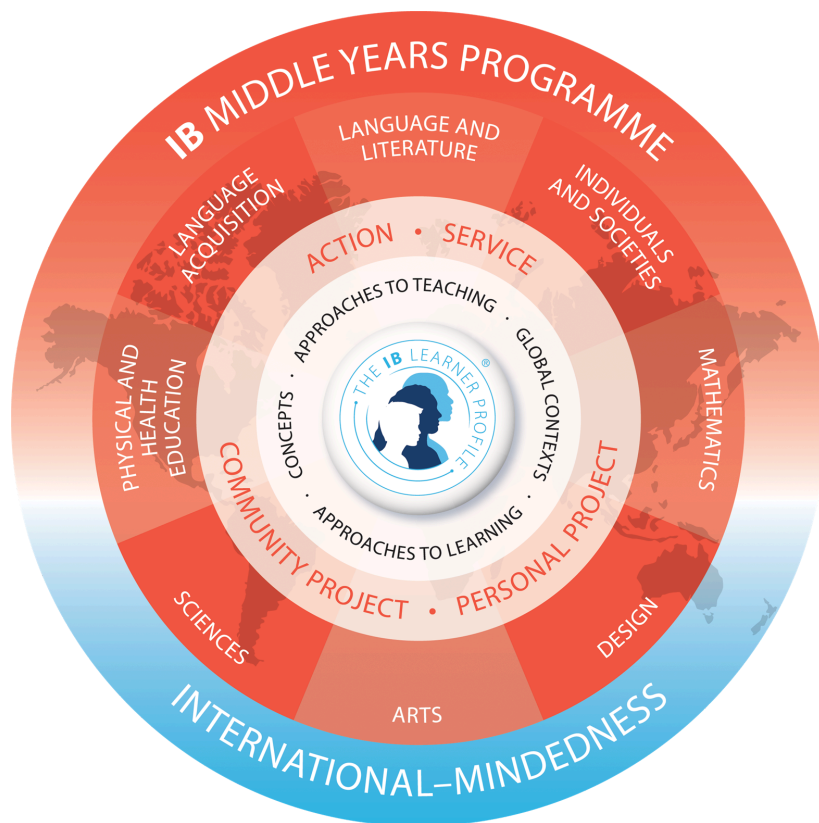 IB MIDDLE YEARS PROGRAMME
LANGUAGE AND
LITERATURE
INDIVIDUALS
AND SOCIETIES
MATHEMATICS
DESIGN
ARTS
SCIENCES
PHYSICAL AND
HEALTH
EDUCATION
LANGUAGE
ACQUISITION
ACTION • SERVICE
PERSONAL PROJECT
•
COMMUNITY PROJECT
APPROACHES TO TEACHING •
GLOBAL CONTEXTS •
APPROACHES TO LEARNING •
CONCEPTS •
• THE IB LEARNER PROFILE • ®
INTERNATIONAL–MINDEDNESS